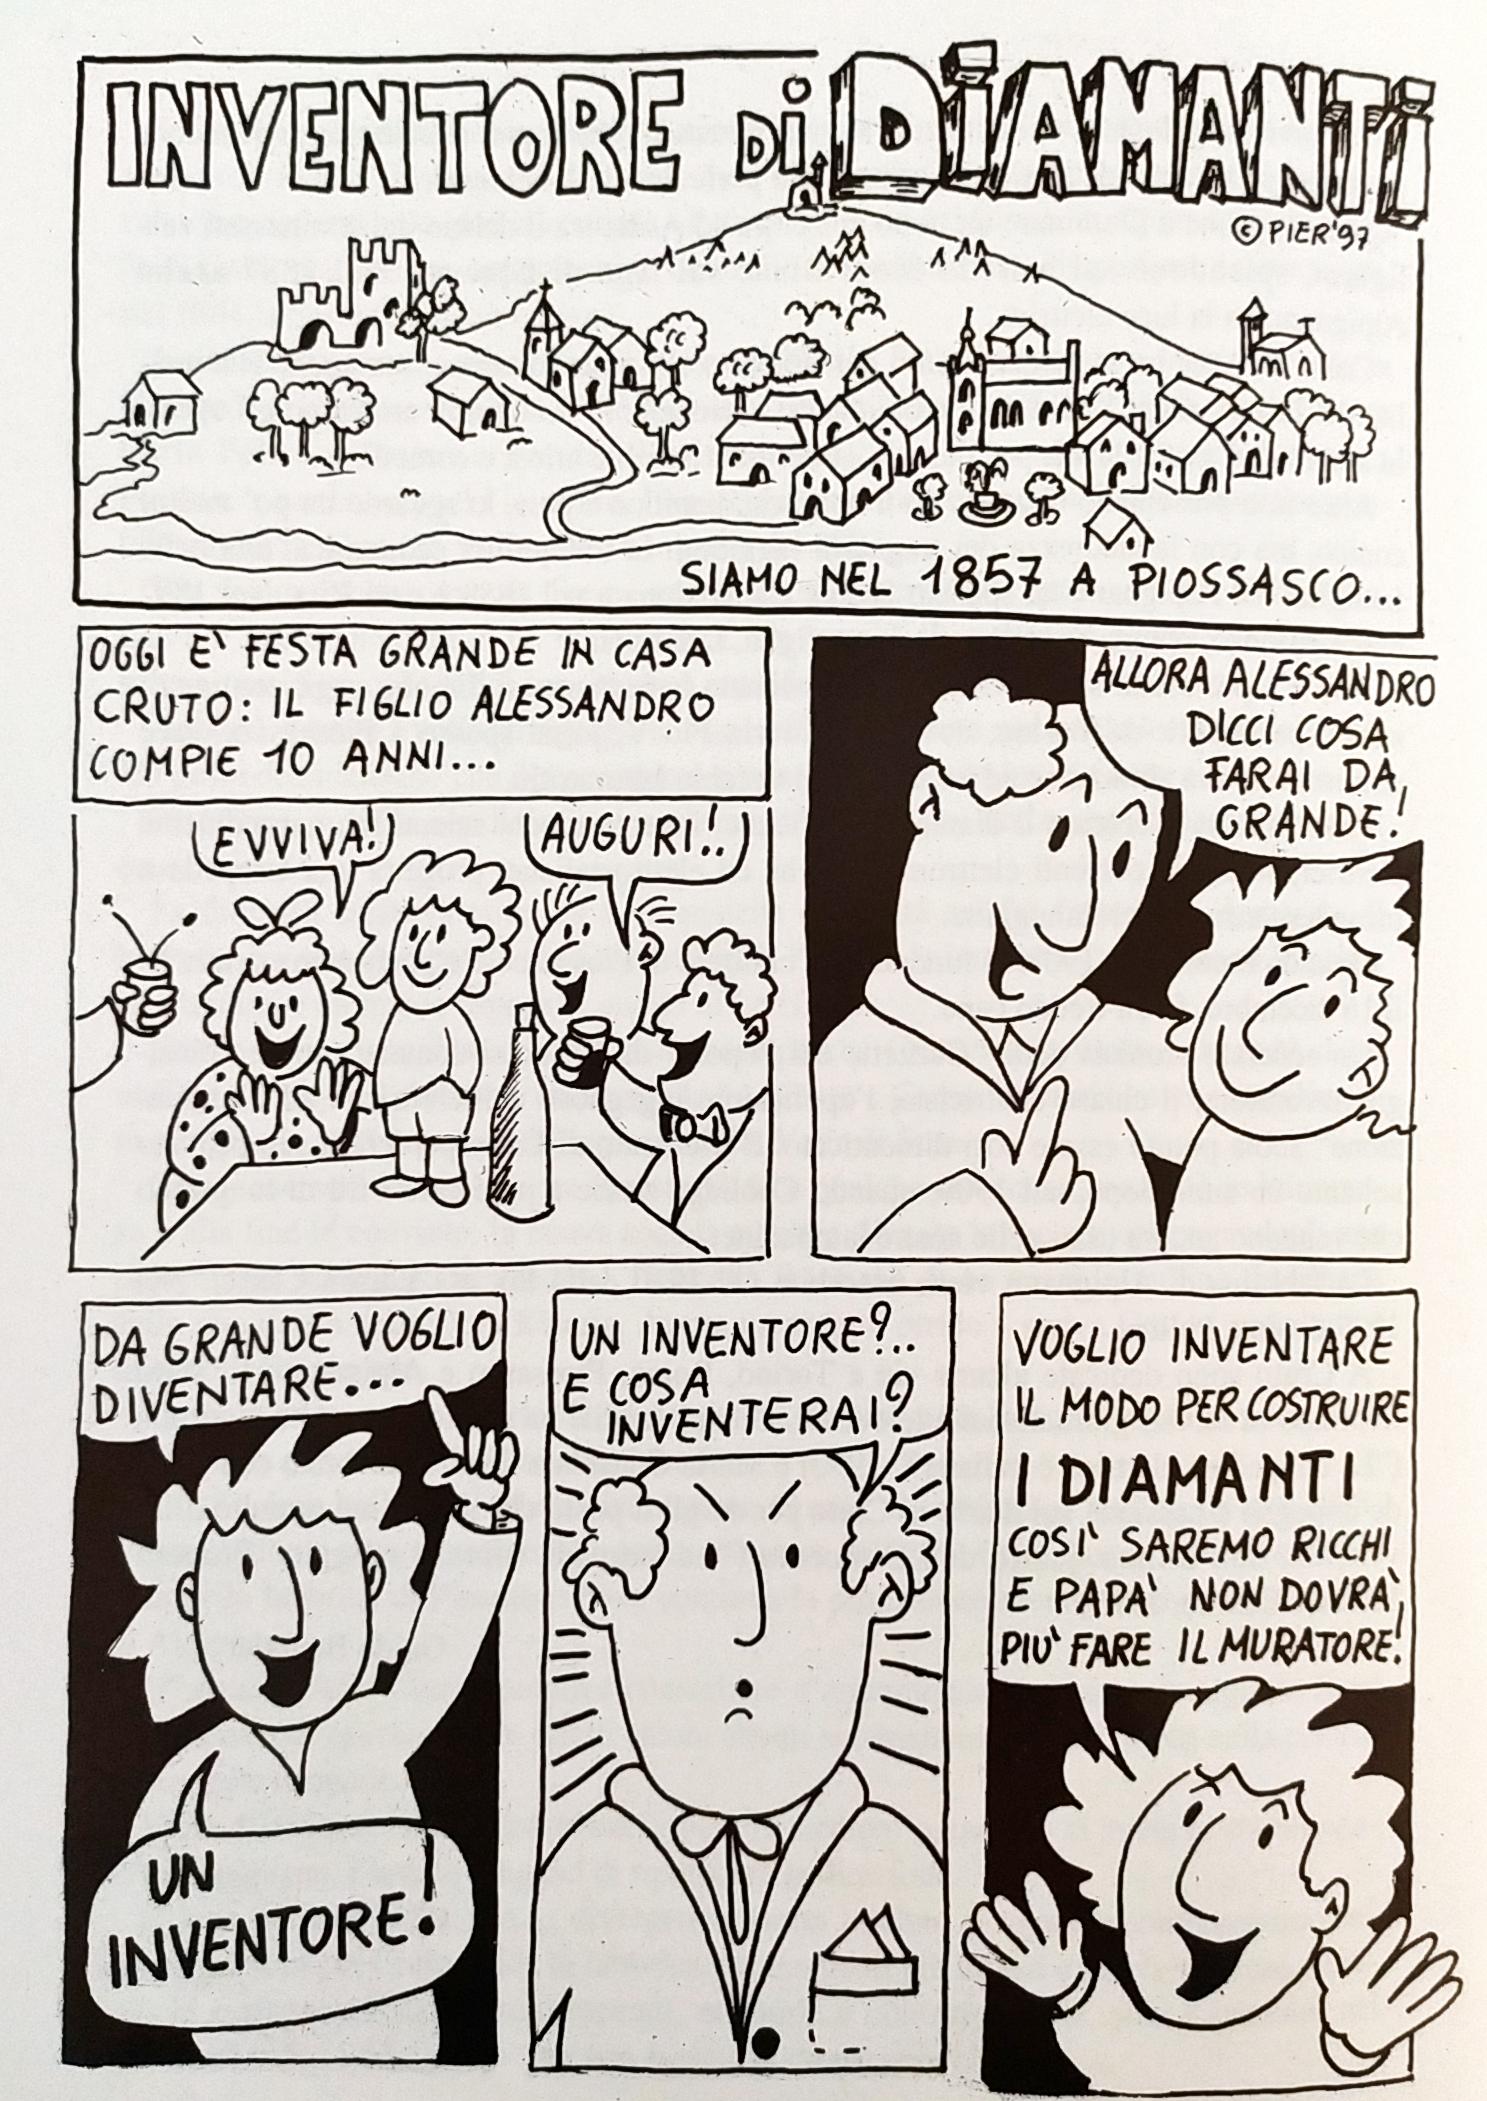 INVENTORE Di DiAMANTi
© PIER '97
SIAMO NEL 1857 A PIOSSASCO...
OGGI E' FESTA GRANDE IN CASA
CRUTO: IL FIGLIO ALESSANDRO
COMPIE 10 ANNI...
EVVIVA!
AUGURI!..
ALLORA ALESSANDRO
DICCI COSA
FARAI DA
GRANDE!
DA GRANDE VOGLIO
DIVENTARE...
UN
INVENTORE!
UN INVENTORE?..
E COSA
INVENTERAI?
VOGLIO INVENTARE
IL MODO PER COSTRUIRE
I DIAMANTI
COSI' SAREMO RICCHI
E PAPA' NON DOVRA'
PIU' FARE IL MURATORE!